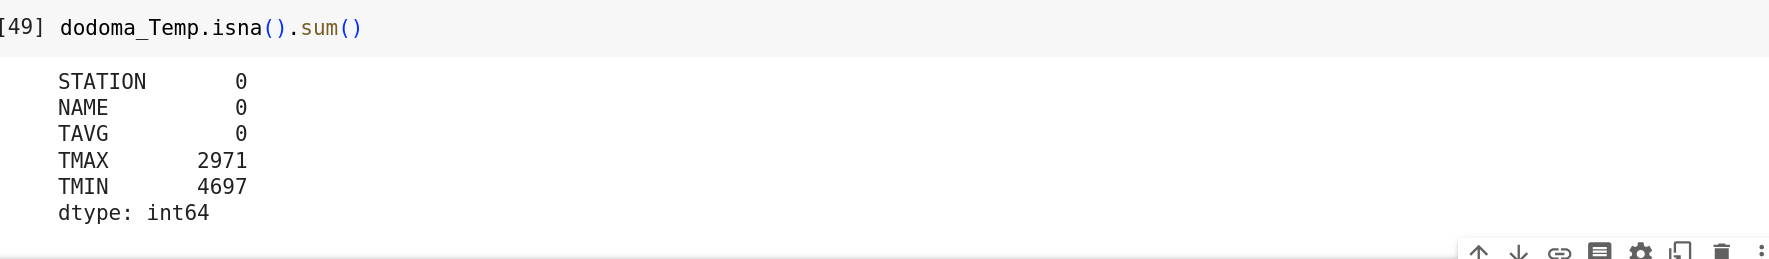 [49] dodoma_Temp.isna().sum()
STATION 0
NAME 0
TAVG 0
TMAX 2971
TMIN 4697
dtype: int64